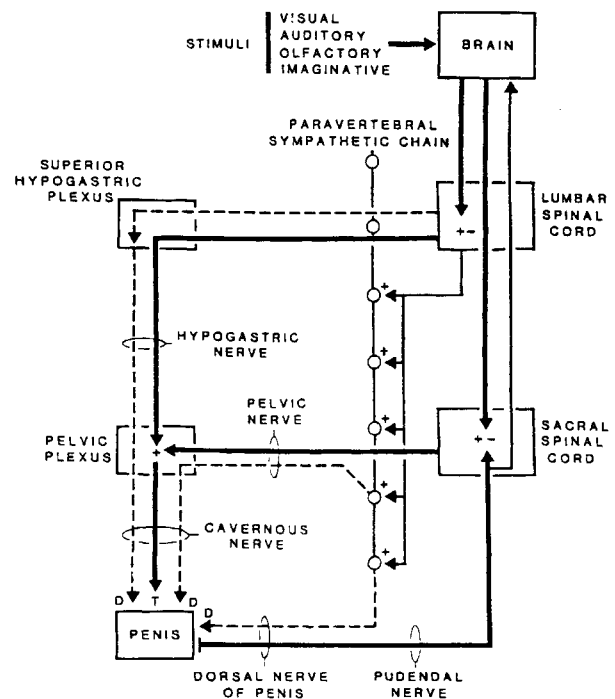 STIMULI
VISUAL
AUDITORY
OLFACTORY
IMAGINATIVE
BRAIN
PARAVERTEBRAL
SYMPATHETIC CHAIN
SUPERIOR
HYPOGASTRIC
PLEXUS
LUMBAR
SPINAL
CORD
+-
+
HYPOGASTRIC
NERVE
+
PELVIC
NERVE
+
PELVIC
PLEXUS
+
+-
SACRAL
SPINAL
CORD
+
CAVERNOUS
NERVE
+
D T D
D
PENIS
DORSAL NERVE
OF PENIS
PUDENDAL
NERVE